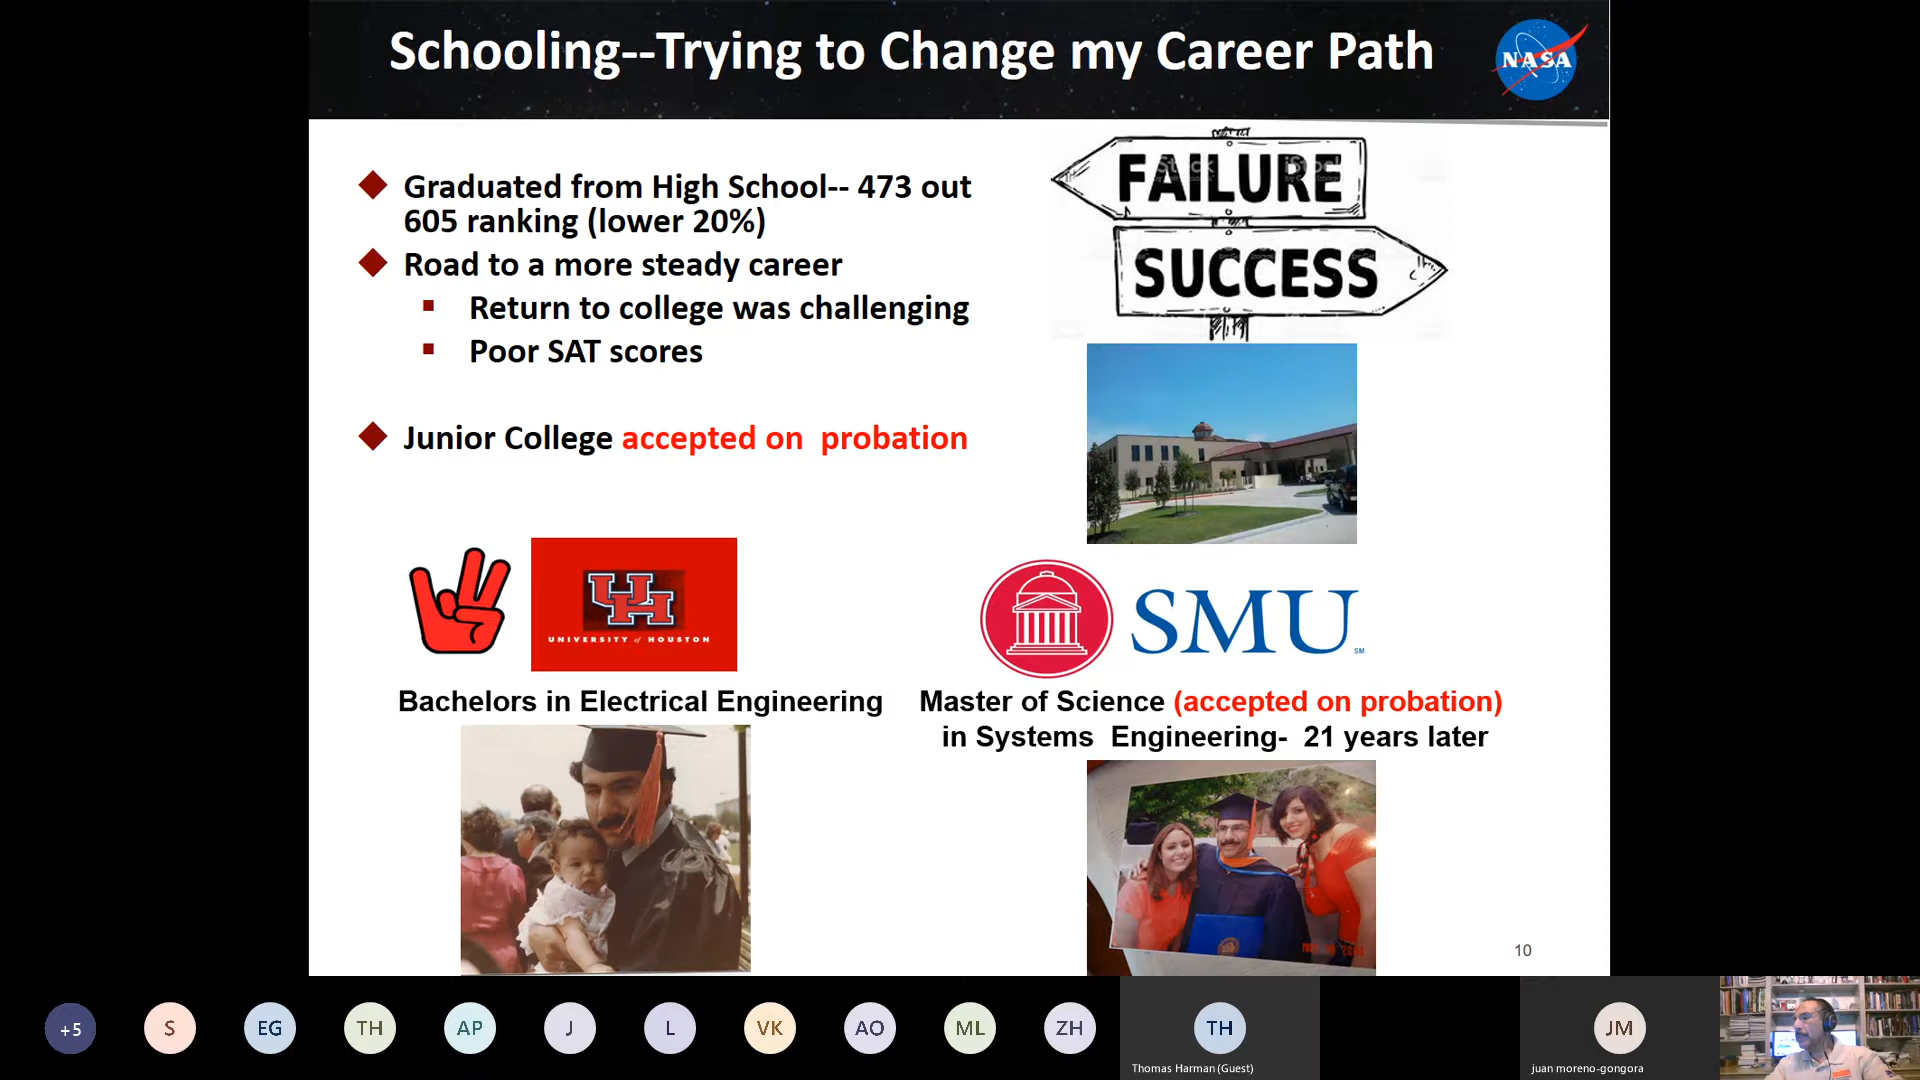 Schooling--Trying to Change my Career Path
NASA
Graduated from High School-- 473 out
605 ranking (lower 20%)
Road to a more steady career
Return to college was challenging
Poor SAT scores
Junior College accepted on  probation
FAILURE
SUCCESS
UH
UNIVERSITY of HOUSTON
SMU
SM
Bachelors in Electrical Engineering
Master of Science (accepted on probation)
in Systems  Engineering-  21 years later
10
+5
S
EG
TH
AP
J
L
VK
AO
ML
ZH
TH
Thomas Harman (Guest)
JM
juan moreno-gongora